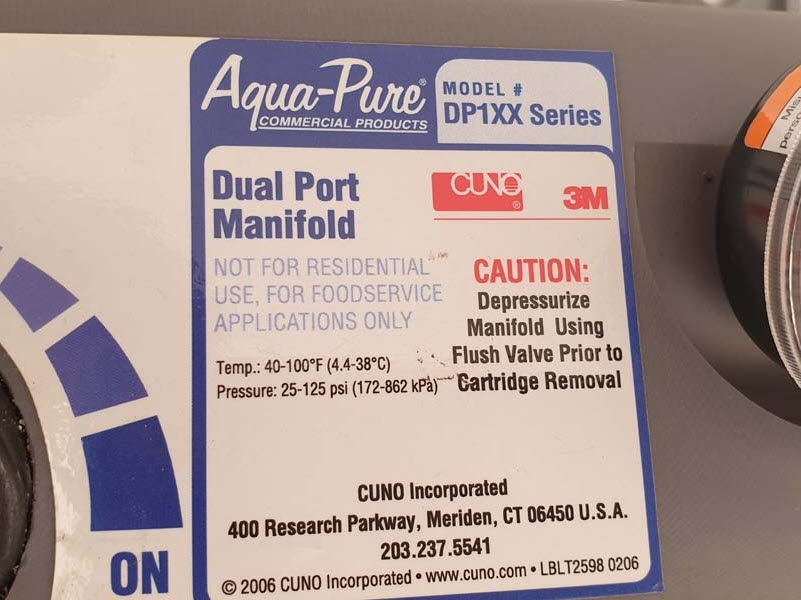 Aqua-Pure®
COMMERCIAL PRODUCTS
MODEL #
DP1XX Series
Dual Port
Manifold
CUNO
®
3M
NOT FOR RESIDENTIAL
USE, FOR FOODSERVICE
APPLICATIONS ONLY
Temp.: 40-100°F (4.4-38°C)
Pressure: 25-125 psi (172-862 kPa)
CAUTION:
Depressurize
Manifold Using
Flush Valve Prior to
Cartridge Removal
CUNO Incorporated
400 Research Parkway, Meriden, CT 06450 U.S.A.
203.237.5541
© 2006 CUNO Incorporated • www.cuno.com • LBLT2598 0206
ON